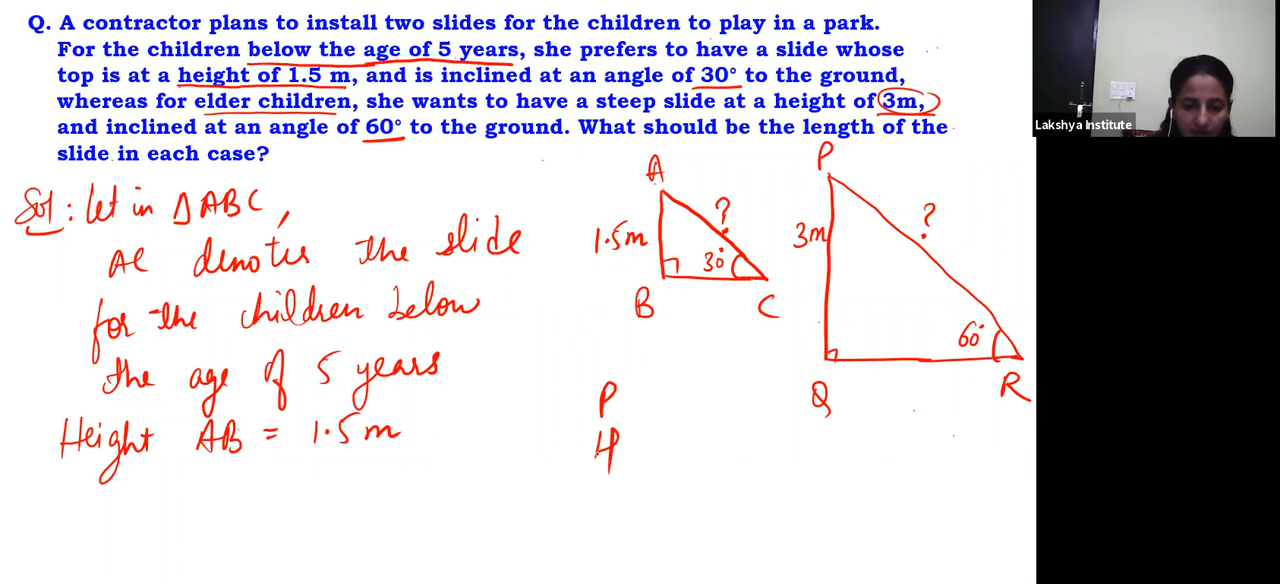 Q. A contractor plans to install two slides for the children to play in a park.
For the children below the age of 5 years, she prefers to have a slide whose
top is at a height of 1.5 m, and is inclined at an angle of 30° to the ground,
whereas for elder children, she wants to have a steep slide at a height of 3m,
and inclined at an angle of 60° to the ground. What should be the length of the
slide in each case?
Lakshya Institute
Sol : let in △ABC,
AC denotes the slide
for the children below
the age of 5 years
Height AB = 1.5m
A
?
1.5m
30°
B
C
P
?
3m
60°
Q
R
P
H